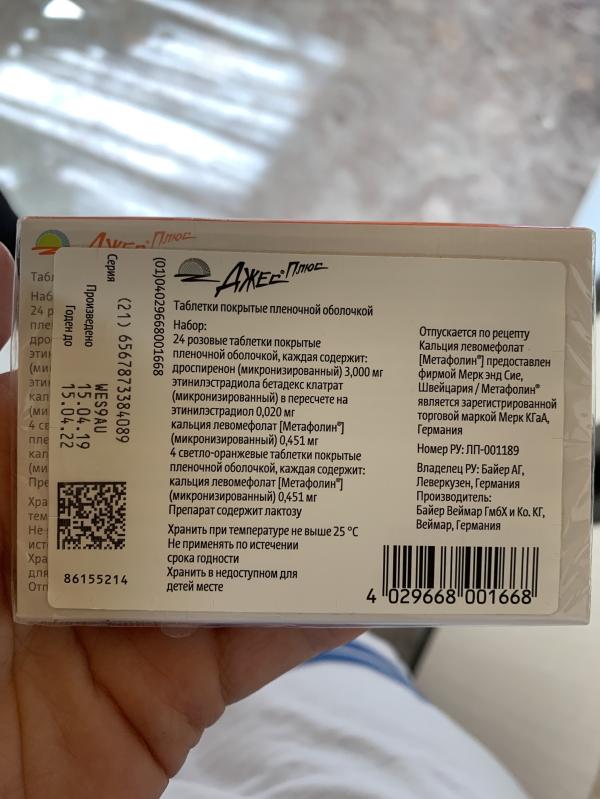 Джес® Плюс
Джес® Плюс
Таблетки покрытые пленочной оболочкой
Набор:
24 розовые таблетки покрытые
пленочной оболочкой, каждая содержит:
дроспиренон (микронизированный) 3,000 мг
этинилэстрадиола бетадекс клатрат
(микронизированный) в пересчете на
этинилэстрадиол 0,020 мг
кальция левомефолат [Метафолин®]
(микронизированный) 0,451 мг
4 светло-оранжевые таблетки покрытые
пленочной оболочкой, каждая содержит:
кальция левомефолат [Метафолин®]
(микронизированный) 0,451 мг
Препарат содержит лактозу
Хранить при температуре не выше 25 °С
Не применять по истечении
срока годности
Хранить в недоступном для
детей месте
Отпускается по рецепту
Кальция левомефолат
[Метафолин®] предоставлен
фирмой Мерк энд Сие,
Швейцария / Метафолин®
является зарегистрированной
торговой маркой Мерк КГаА,
Германия
Номер РУ: ЛП-001189
Владелец РУ: Байер АГ,
Леверкузен, Германия
Производитель:
Байер Веймар ГмбХ и Ко. КГ,
Веймар, Германия
4 029668 001668
(01)04029668001668
(21) 6567873384089
Серия WES9AU
Произведено 15.04.19
Годен до 15.04.22
86155214